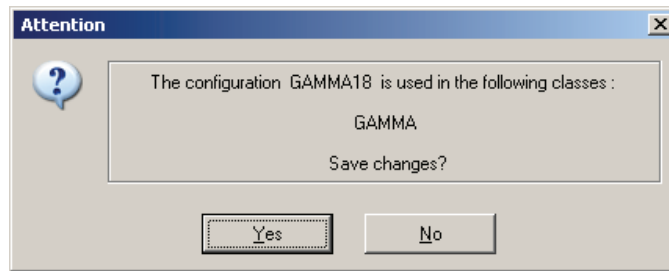 Attention
The configuration GAMMA18 is used in the following classes :
GAMMA
Save changes?
Yes
No